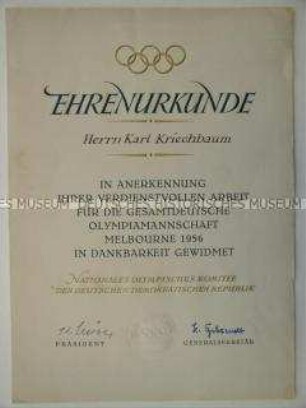 EHRENURKUNDE
Herrn Karl Kriechbaum
IN ANERKENNUNG
IHRER VERDIENSTVOLLEN ARBEIT
FÜR DIE GESAMTDEUTSCHE
OLYMPIAMANNSCHAFT
MELBOURNE 1956
IN DANKBARKEIT GEWIDMET
NATIONALES OLYMPISCHES KOMITEE
DER DEUTSCHEN DEMOKRATISCHEN REPUBLIK
PRÄSIDENT
GENERALSEKRETÄR